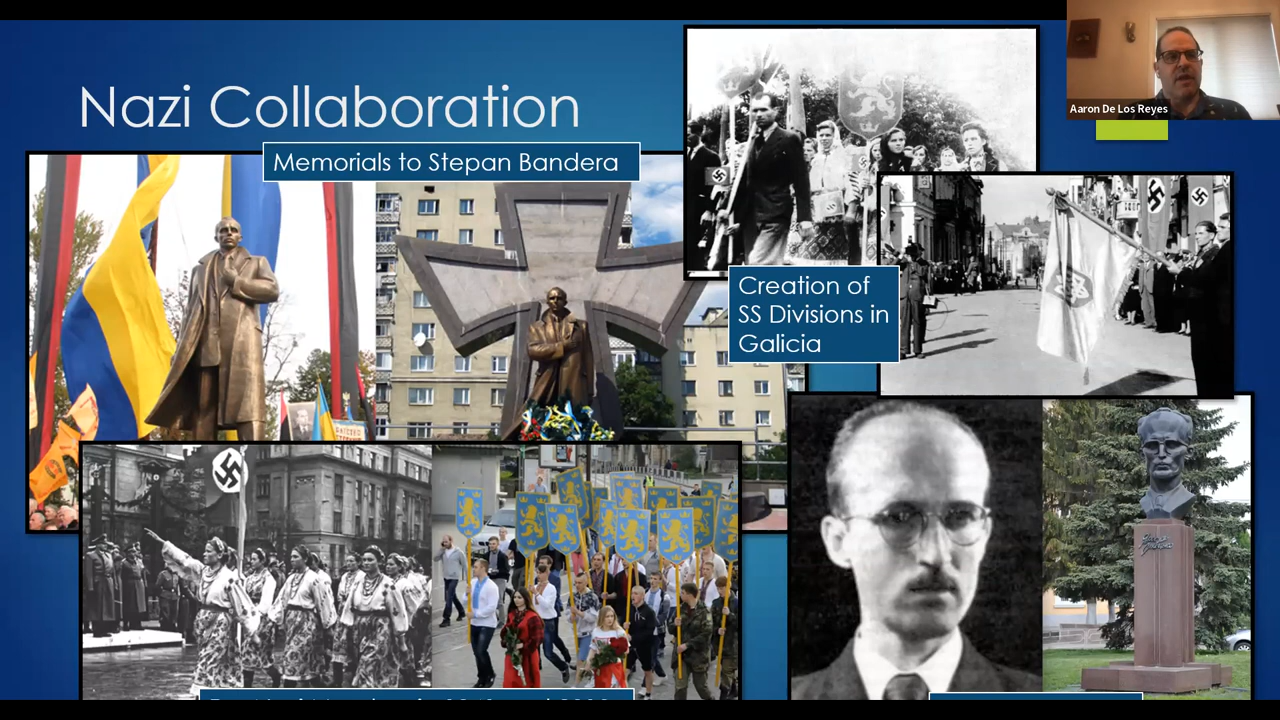 Nazi Collaboration
Aaron De Los Reyes
Memorials to Stepan Bandera
Creation of
SS Divisions in
Galicia